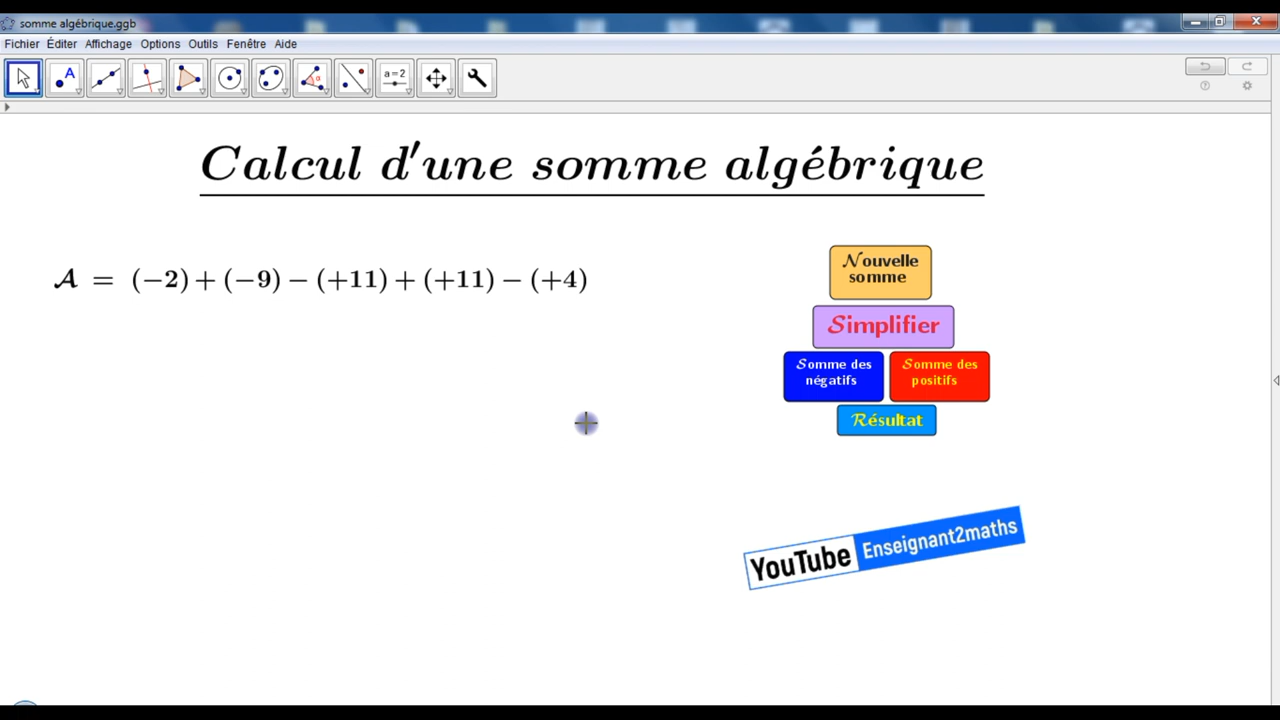 somme algébrique.ggb
Fichier Éditer Affichage Options Outils Fenêtre Aide
A
α
a=2
Calcul d'une somme algébrique
A = (−2) + (−9) − (+11) + (+11) − (+4)
Nouvelle
somme
Simplifier
Somme des
négatifs
Somme des
positifs
Résultat
YouTube Enseignant2maths